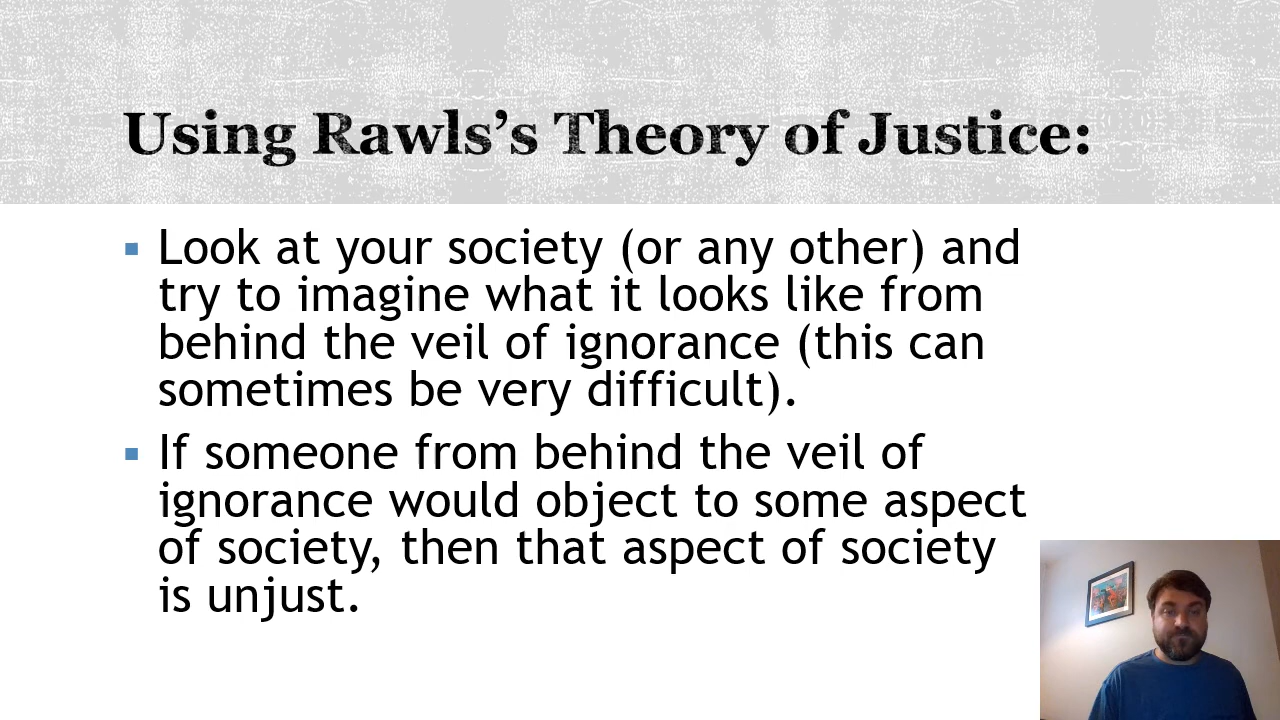 Using Rawls’s Theory of Justice:
Look at your society (or any other) and
try to imagine what it looks like from
behind the veil of ignorance (this can
sometimes be very difficult).
If someone from behind the veil of
ignorance would object to some aspect
of society, then that aspect of society
is unjust.